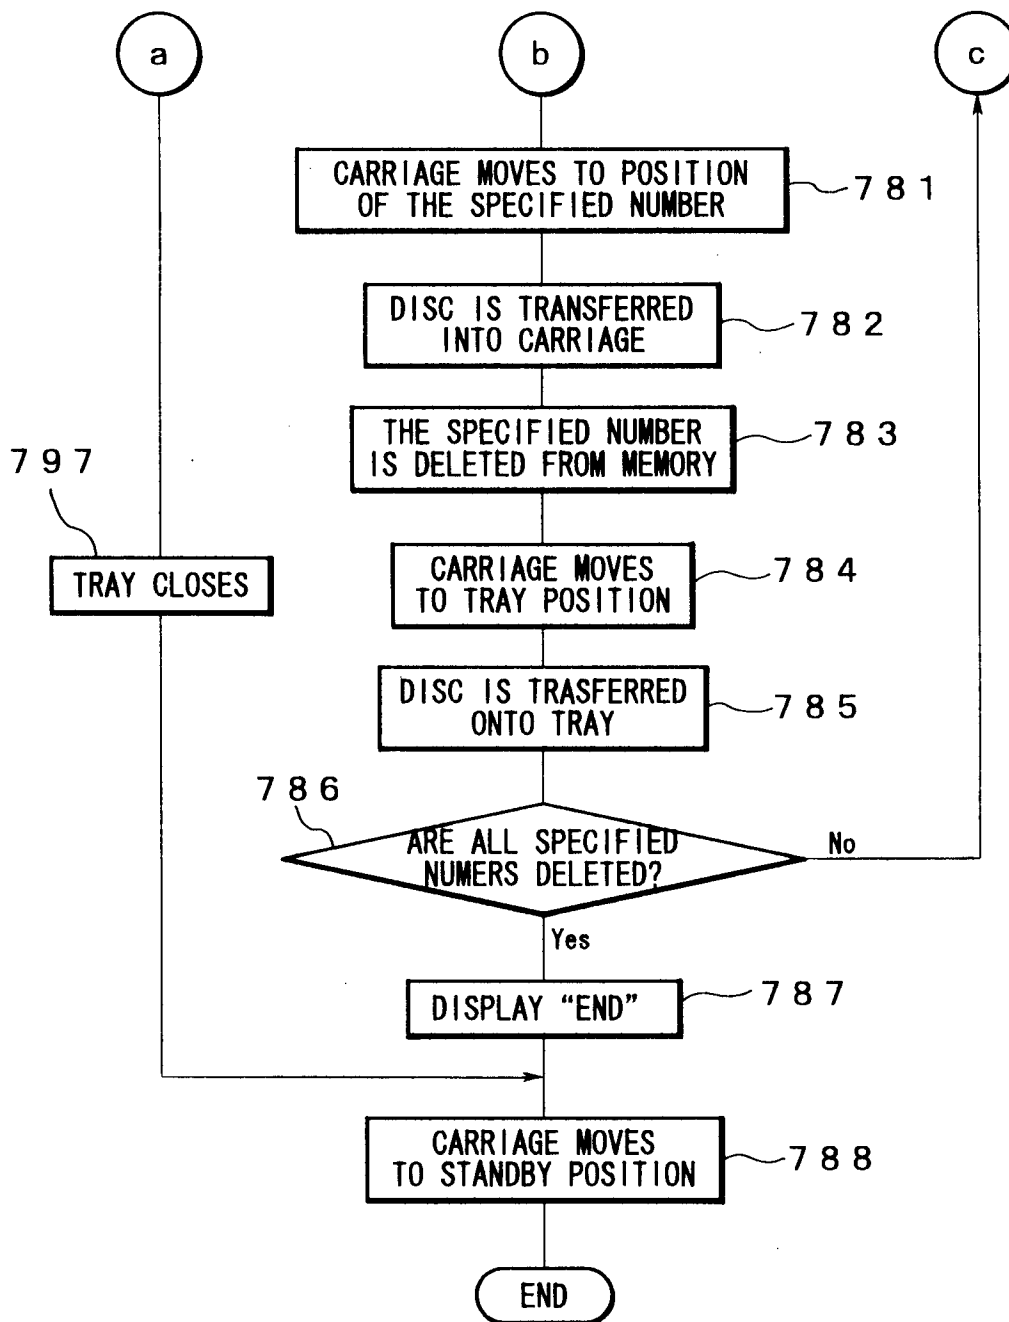 a
b
c
CARRIAGE MOVES TO POSITION
OF THE SPECIFIED NUMBER
781
DISC IS TRANSFERRED
INTO CARRIAGE
782
THE SPECIFIED NUMBER
IS DELETED FROM MEMORY
783
797
TRAY CLOSES
CARRIAGE MOVES
TO TRAY POSITION
784
DISC IS TRASFERRED
ONTO TRAY
785
786
ARE ALL SPECIFIED
NUMERS DELETED?
No
Yes
DISPLAY “END”
787
CARRIAGE MOVES
TO STANDBY POSITION
788
END